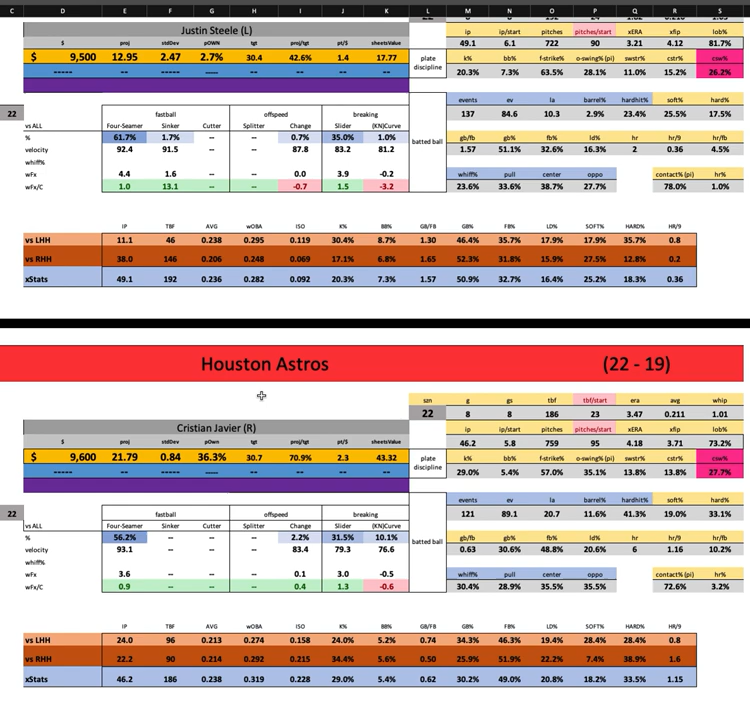 C D E F G H I J K L M N O P Q R S
Justin Steele (L)
ip ip/start pitches pitches/start xERA xfip lob%
49.1 6.1 722 90 3.21 4.12 81.7%
$ proj stdDev pOWN tgt proj/tgt pt/$ sheetsValue
$ 9,500 12.95 2.47 2.7% 30.4 42.6% 1.4 17.77
plate discipline
k% bb% f-strike% o-swing% (pi) swstr% cstr% csw%
20.3% 7.3% 63.5% 28.1% 11.0% 15.2% 26.2%
----- -- -- ---- -- -- -- --
events ev la barrel% hardhit% soft% hard%
137 84.6 10.3 2.9% 23.4% 25.5% 17.5%
22
fastball offspeed breaking
vs ALL Four-Seamer Sinker Cutter Splitter Change Slider (KN)Curve
% 61.7% 1.7% -- -- 0.7% 35.0% 1.0%
batted ball
gb/fb gb% fb% ld% hr hr/9 hr/fb
velocity 92.4 91.5 -- -- 87.8 83.2 81.2
1.57 51.1% 32.6% 16.3% 2 0.36 4.5%
whiff%
wFx 4.4 1.6 -- -- 0.0 3.9 -0.2
whiff% pull center oppo contact% (pi) hr%
wFx/C 1.0 13.1 -- -- -0.7 1.5 -3.2
23.6% 33.6% 38.7% 27.7% 78.0% 1.0%
IP TBF AVG wOBA ISO K% BB% GB/FB GB% FB% LD% SOFT% HARD% HR/9
vs LHH 11.1 46 0.238 0.295 0.119 30.4% 8.7% 1.30 46.4% 35.7% 17.9% 17.9% 35.7% 0.8
vs RHH 38.0 146 0.206 0.248 0.069 17.1% 6.8% 1.65 52.3% 31.8% 15.9% 27.5% 12.8% 0.2
xStats 49.1 192 0.236 0.282 0.092 20.3% 7.3% 1.57 50.9% 32.7% 16.4% 25.2% 18.3% 0.36
Houston Astros (22 - 19)
szn g gs tbf tbf/start era avg whip
22 8 8 186 23 3.47 0.211 1.01
Cristian Javier (R)
ip ip/start pitches pitches/start xERA xfip lob%
46.2 5.8 759 95 4.18 3.71 73.2%
$ proj stdDev pOwn tgt proj/tgt pt/$ sheetsValue
$ 9,600 21.79 0.84 36.3% 30.7 70.9% 2.3 43.32
plate discipline
k% bb% f-strike% o-swing% (pi) swstr% cstr% csw%
29.0% 5.4% 57.0% 35.1% 13.8% 13.8% 27.7%
----- -- -- ---- -- -- -- --
events ev la barrel% hardhit% soft% hard%
121 89.1 20.7 11.6% 41.3% 19.0% 33.1%
22
fastball offspeed breaking
vs ALL Four-Seamer Sinker Cutter Splitter Change Slider (KN)Curve
% 56.2% -- -- -- 2.2% 31.5% 10.1%
batted ball
gb/fb gb% fb% ld% hr hr/9 hr/fb
velocity 93.1 -- -- -- 83.4 79.3 76.6
0.63 30.6% 48.8% 20.6% 6 1.16 10.2%
whiff%
wFx 3.6 -- -- -- 0.1 3.0 -0.5
whiff% pull center oppo contact% (pi) hr%
wFx/C 0.9 -- -- -- 0.4 1.3 -0.6
30.4% 28.9% 35.5% 35.5% 72.6% 3.2%
IP TBF AVG wOBA ISO K% BB% GB/FB GB% FB% LD% SOFT% HARD% HR/9
vs LHH 24.0 96 0.213 0.274 0.158 24.0% 5.2% 0.74 34.3% 46.3% 19.4% 28.4% 28.4% 0.8
vs RHH 22.2 90 0.214 0.292 0.215 34.4% 5.6% 0.50 25.9% 51.9% 22.2% 7.4% 38.9% 1.6
xStats 46.2 186 0.238 0.319 0.228 29.0% 5.4% 0.62 30.2% 49.0% 20.8% 18.2% 33.5% 1.15